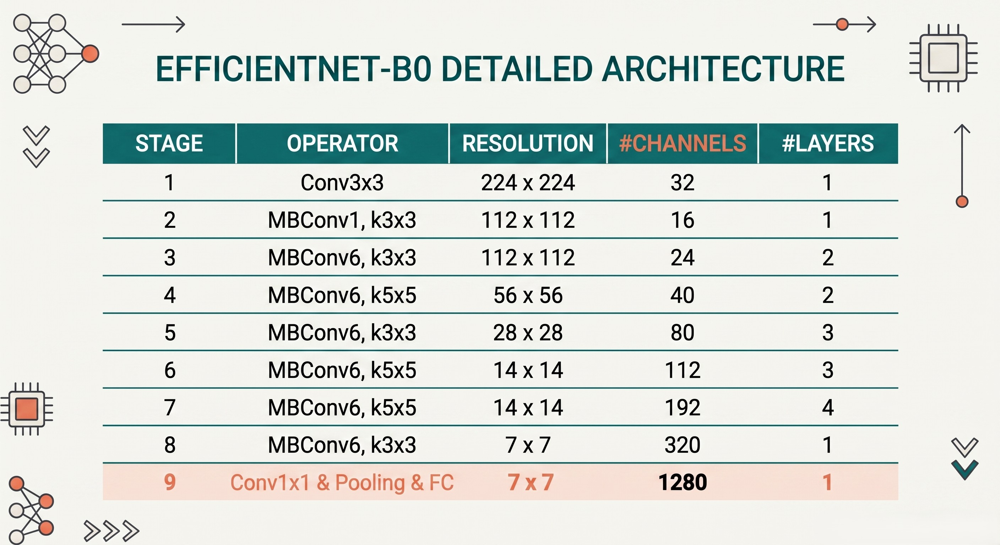 EFFICIENTNET-B0 DETAILED ARCHITECTURE
STAGE OPERATOR RESOLUTION #CHANNELS #LAYERS
1 Conv3x3 224 x 224 32 1
2 MBConv1, k3x3 112 x 112 16 1
3 MBConv6, k3x3 112 x 112 24 2
4 MBConv6, k5x5 56 x 56 40 2
5 MBConv6, k3x3 28 x 28 80 3
6 MBConv6, k5x5 14 x 14 112 3
7 MBConv6, k5x5 14 x 14 192 4
8 MBConv6, k3x3 7 x 7 320 1
9 Conv1x1 & Pooling & FC 7 x 7 1280 1